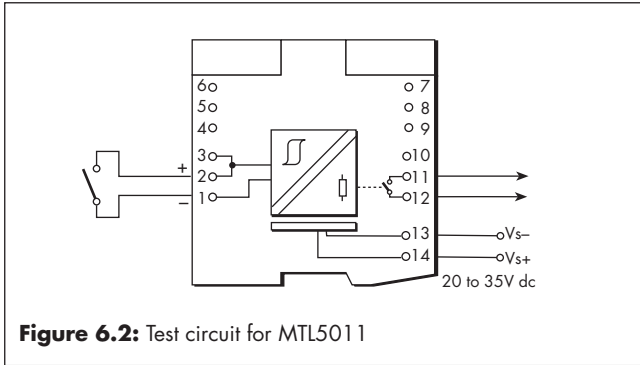 6 7
5 8
4 9
3 10
+ 2 11
– 1 12
13 Vs–
14 Vs+
20 to 35V dc
Figure 6.2: Test circuit for MTL5011